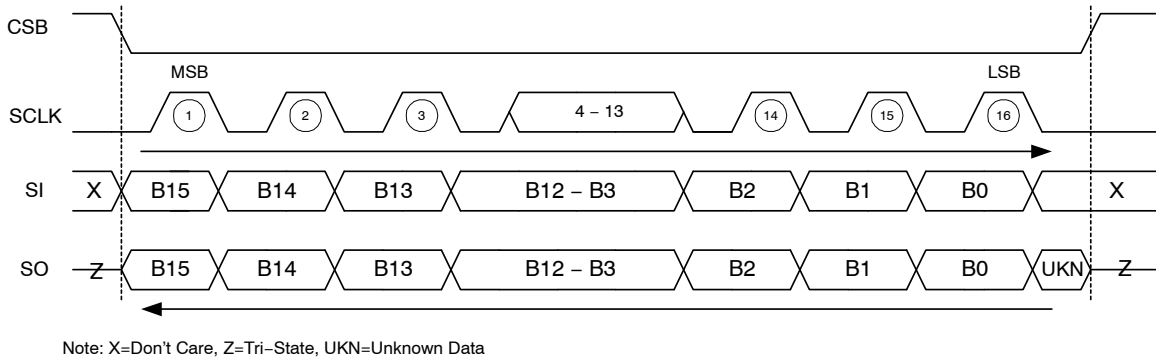 CSB
MSB LSB
SCLK 1 2 3 4 − 13 14 15 16
SI X B15 B14 B13 B12 − B3 B2 B1 B0 X
SO Z B15 B14 B13 B12 − B3 B2 B1 B0 UKN Z
Note: X=Don't Care, Z=Tri−State, UKN=Unknown Data